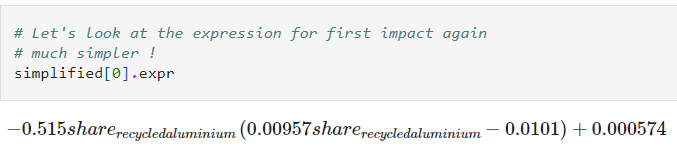 # Let's look at the expression for first impact again
# much simpler !
simplified[0].expr
−0.515share_recycledaluminium (0.00957share_recycledaluminium − 0.0101) + 0.000574